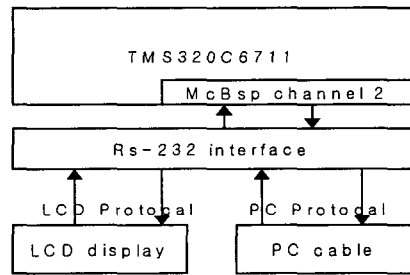 TMS320C6711
McBsp channel 2
Rs-232 interface
LCD Protocal PC Protocal
LCD display PC cable